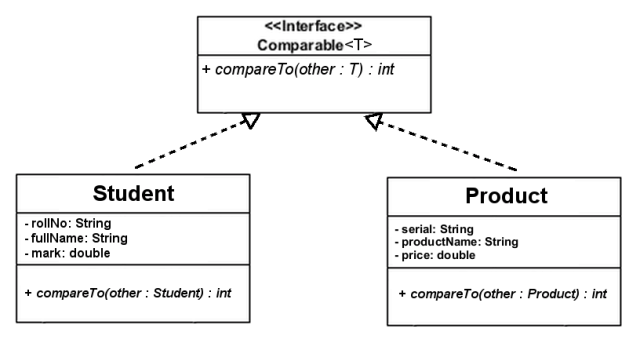 <<Interface>>
Comparable<T>
+ compareTo(other : T) : int
Student
- rollNo: String
- fullName: String
- mark: double
+ compareTo(other : Student) : int
Product
- serial: String
- productName: String
- price: double
+ compareTo(other : Product) : int